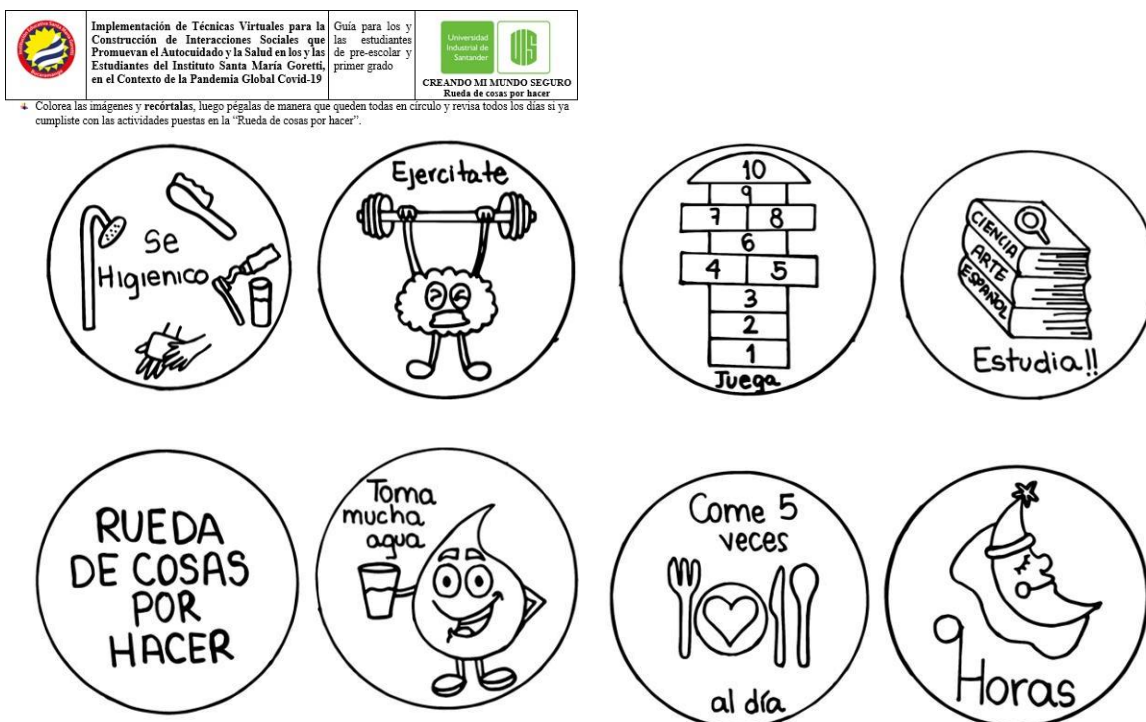 Implementación de Técnicas Virtuales para la
Construcción de Interacciones Sociales que
Promuevan el Autocuidado y la Salud en los y las
Estudiantes del Instituto Santa María Goretti,
en el Contexto de la Pandemia Global Covid-19
Guía para los y
las estudiantes
de pre-escolar y
primer grado
Universidad
Industrial de
Santander
UIS
CREANDO MI MUNDO SEGURO
Rueda de cosas por hacer
Colorea las imágenes y recórtalas, luego pégalas de manera que queden todas en círculo y revisa todos los días si ya
cumpliste con las actividades puestas en la “Rueda de cosas por hacer”.
Se
Higienico
Ejercitate
10
9
7 8
6
4 5
3
2
1
Juega
CIENCIA
ARTE
ESPAÑOL
Estudia!!
RUEDA
DE COSAS
POR
HACER
Toma
mucha
agua
Come 5
veces
al día
9 Horas